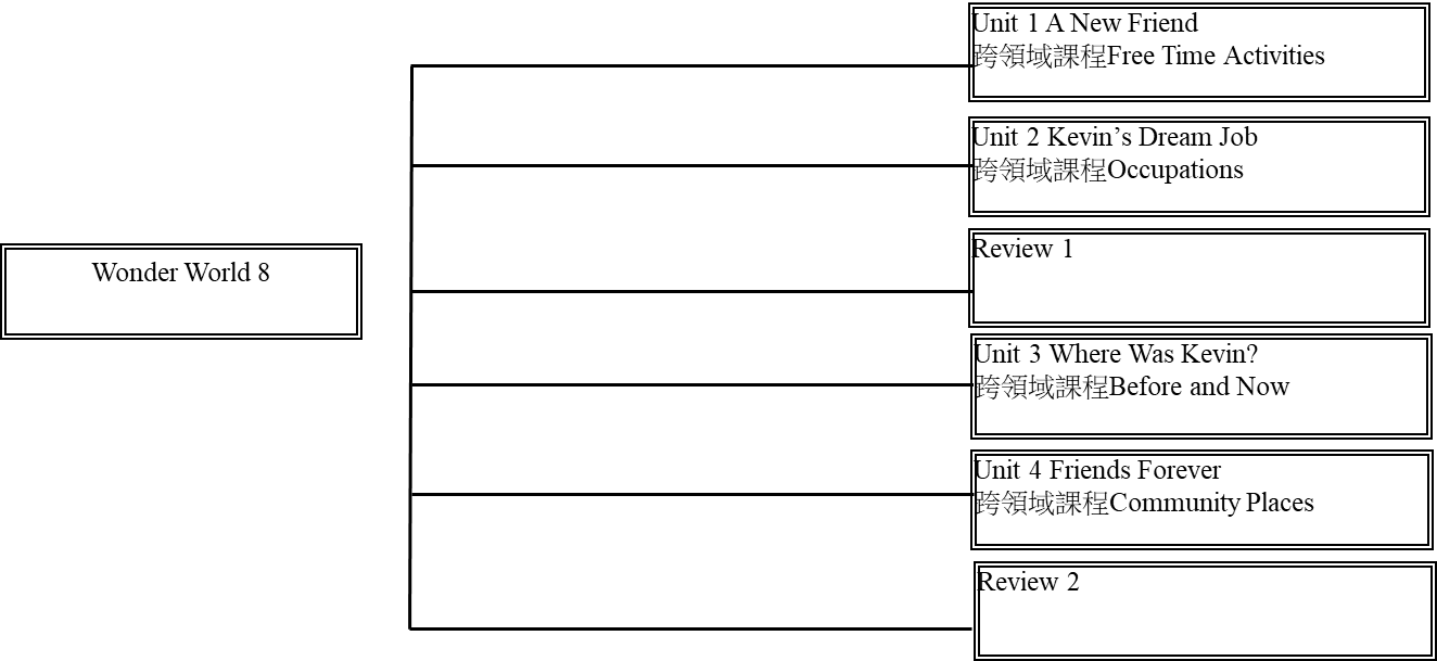 Unit 1 A New Friend
跨領域課程Free Time Activities
Unit 2 Kevin’s Dream Job
跨領域課程Occupations
Review 1
Wonder World 8
Unit 3 Where Was Kevin?
跨領域課程Before and Now
Unit 4 Friends Forever
跨領域課程Community Places
Review 2